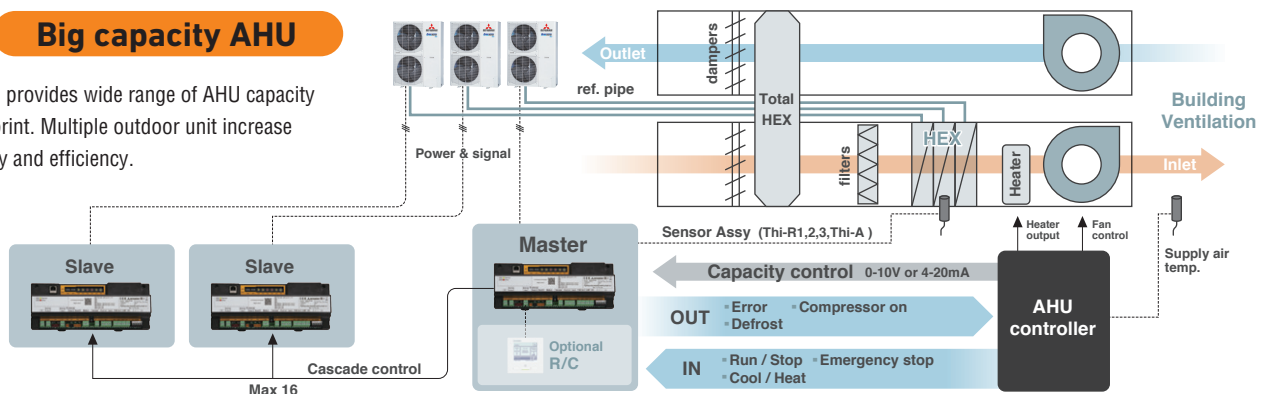 Big capacity AHU
provides wide range of AHU capacity
print. Multiple outdoor unit increase
y and efficiency.
Outlet
dampers
ref. pipe
Total
HEX
Building
Ventilation
Power & signal
filters
HEX
Heater
Inlet
Sensor Assy (Thi-R1,2,3,Thi-A )
Heater
output
Fan
control
Supply air
temp.
Slave
Slave
Master
Capacity control 0-10V or 4-20mA
OUT
Error
Compressor on
Defrost
AHU
controller
Optional
R/C
IN
Run / Stop
Emergency stop
Cool / Heat
Cascade control
Max 16